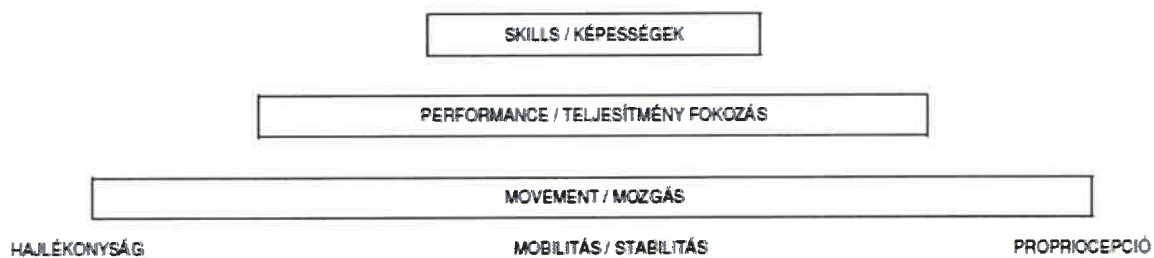 SKILLS / KÉPESSÉGEK
PERFORMANCE / TELJESÍTMÉNY FOKOZÁS
MOVEMENT / MOZGÁS
HAJLÉKONYSÁG MOBILITÁS / STABILITÁS PROPRIOCEPCIÓ